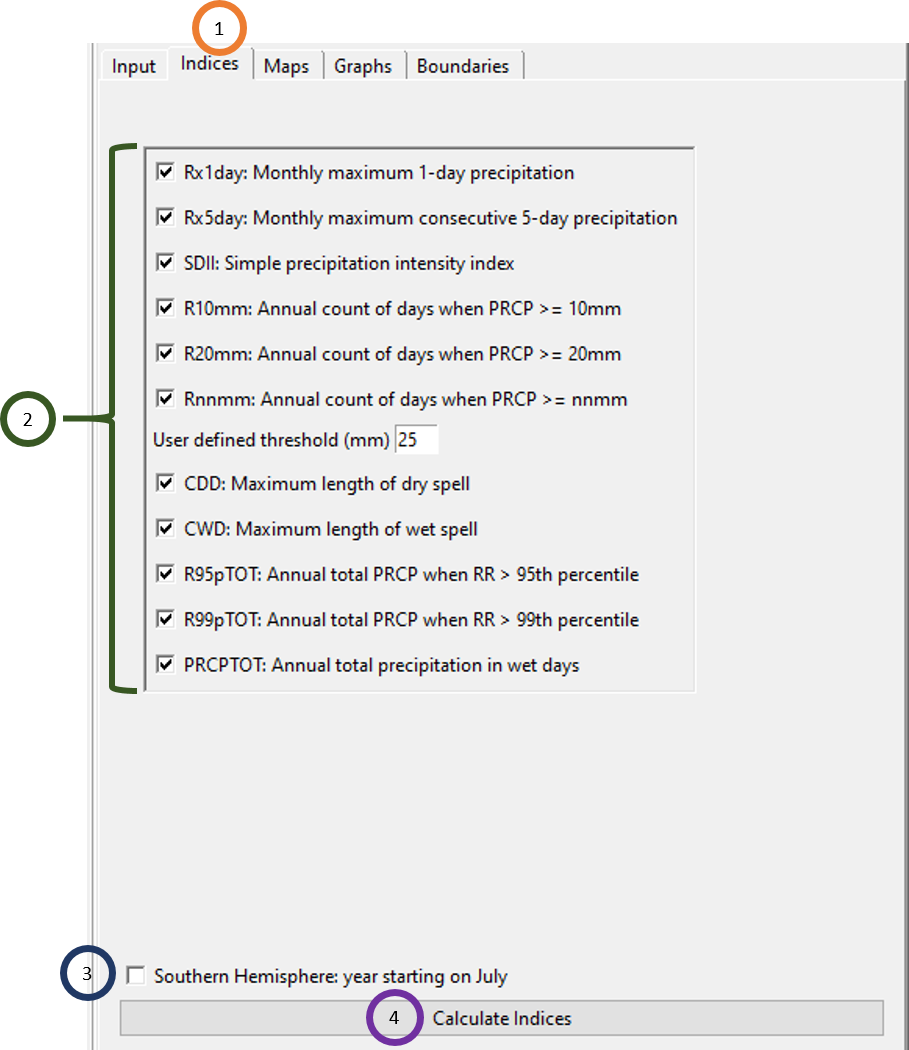 1
Input Indices Maps Graphs Boundaries
Rx1day: Monthly maximum 1-day precipitation
Rx5day: Monthly maximum consecutive 5-day precipitation
SDII: Simple precipitation intensity index
R10mm: Annual count of days when PRCP >= 10mm
R20mm: Annual count of days when PRCP >= 20mm
Rnnmm: Annual count of days when PRCP >= nnmm
2
User defined threshold (mm) 25
CDD: Maximum length of dry spell
CWD: Maximum length of wet spell
R95pTOT: Annual total PRCP when RR > 95th percentile
R99pTOT: Annual total PRCP when RR > 99th percentile
PRCPTOT: Annual total precipitation in wet days
3 Southern Hemisphere: year starting on July
4 Calculate Indices